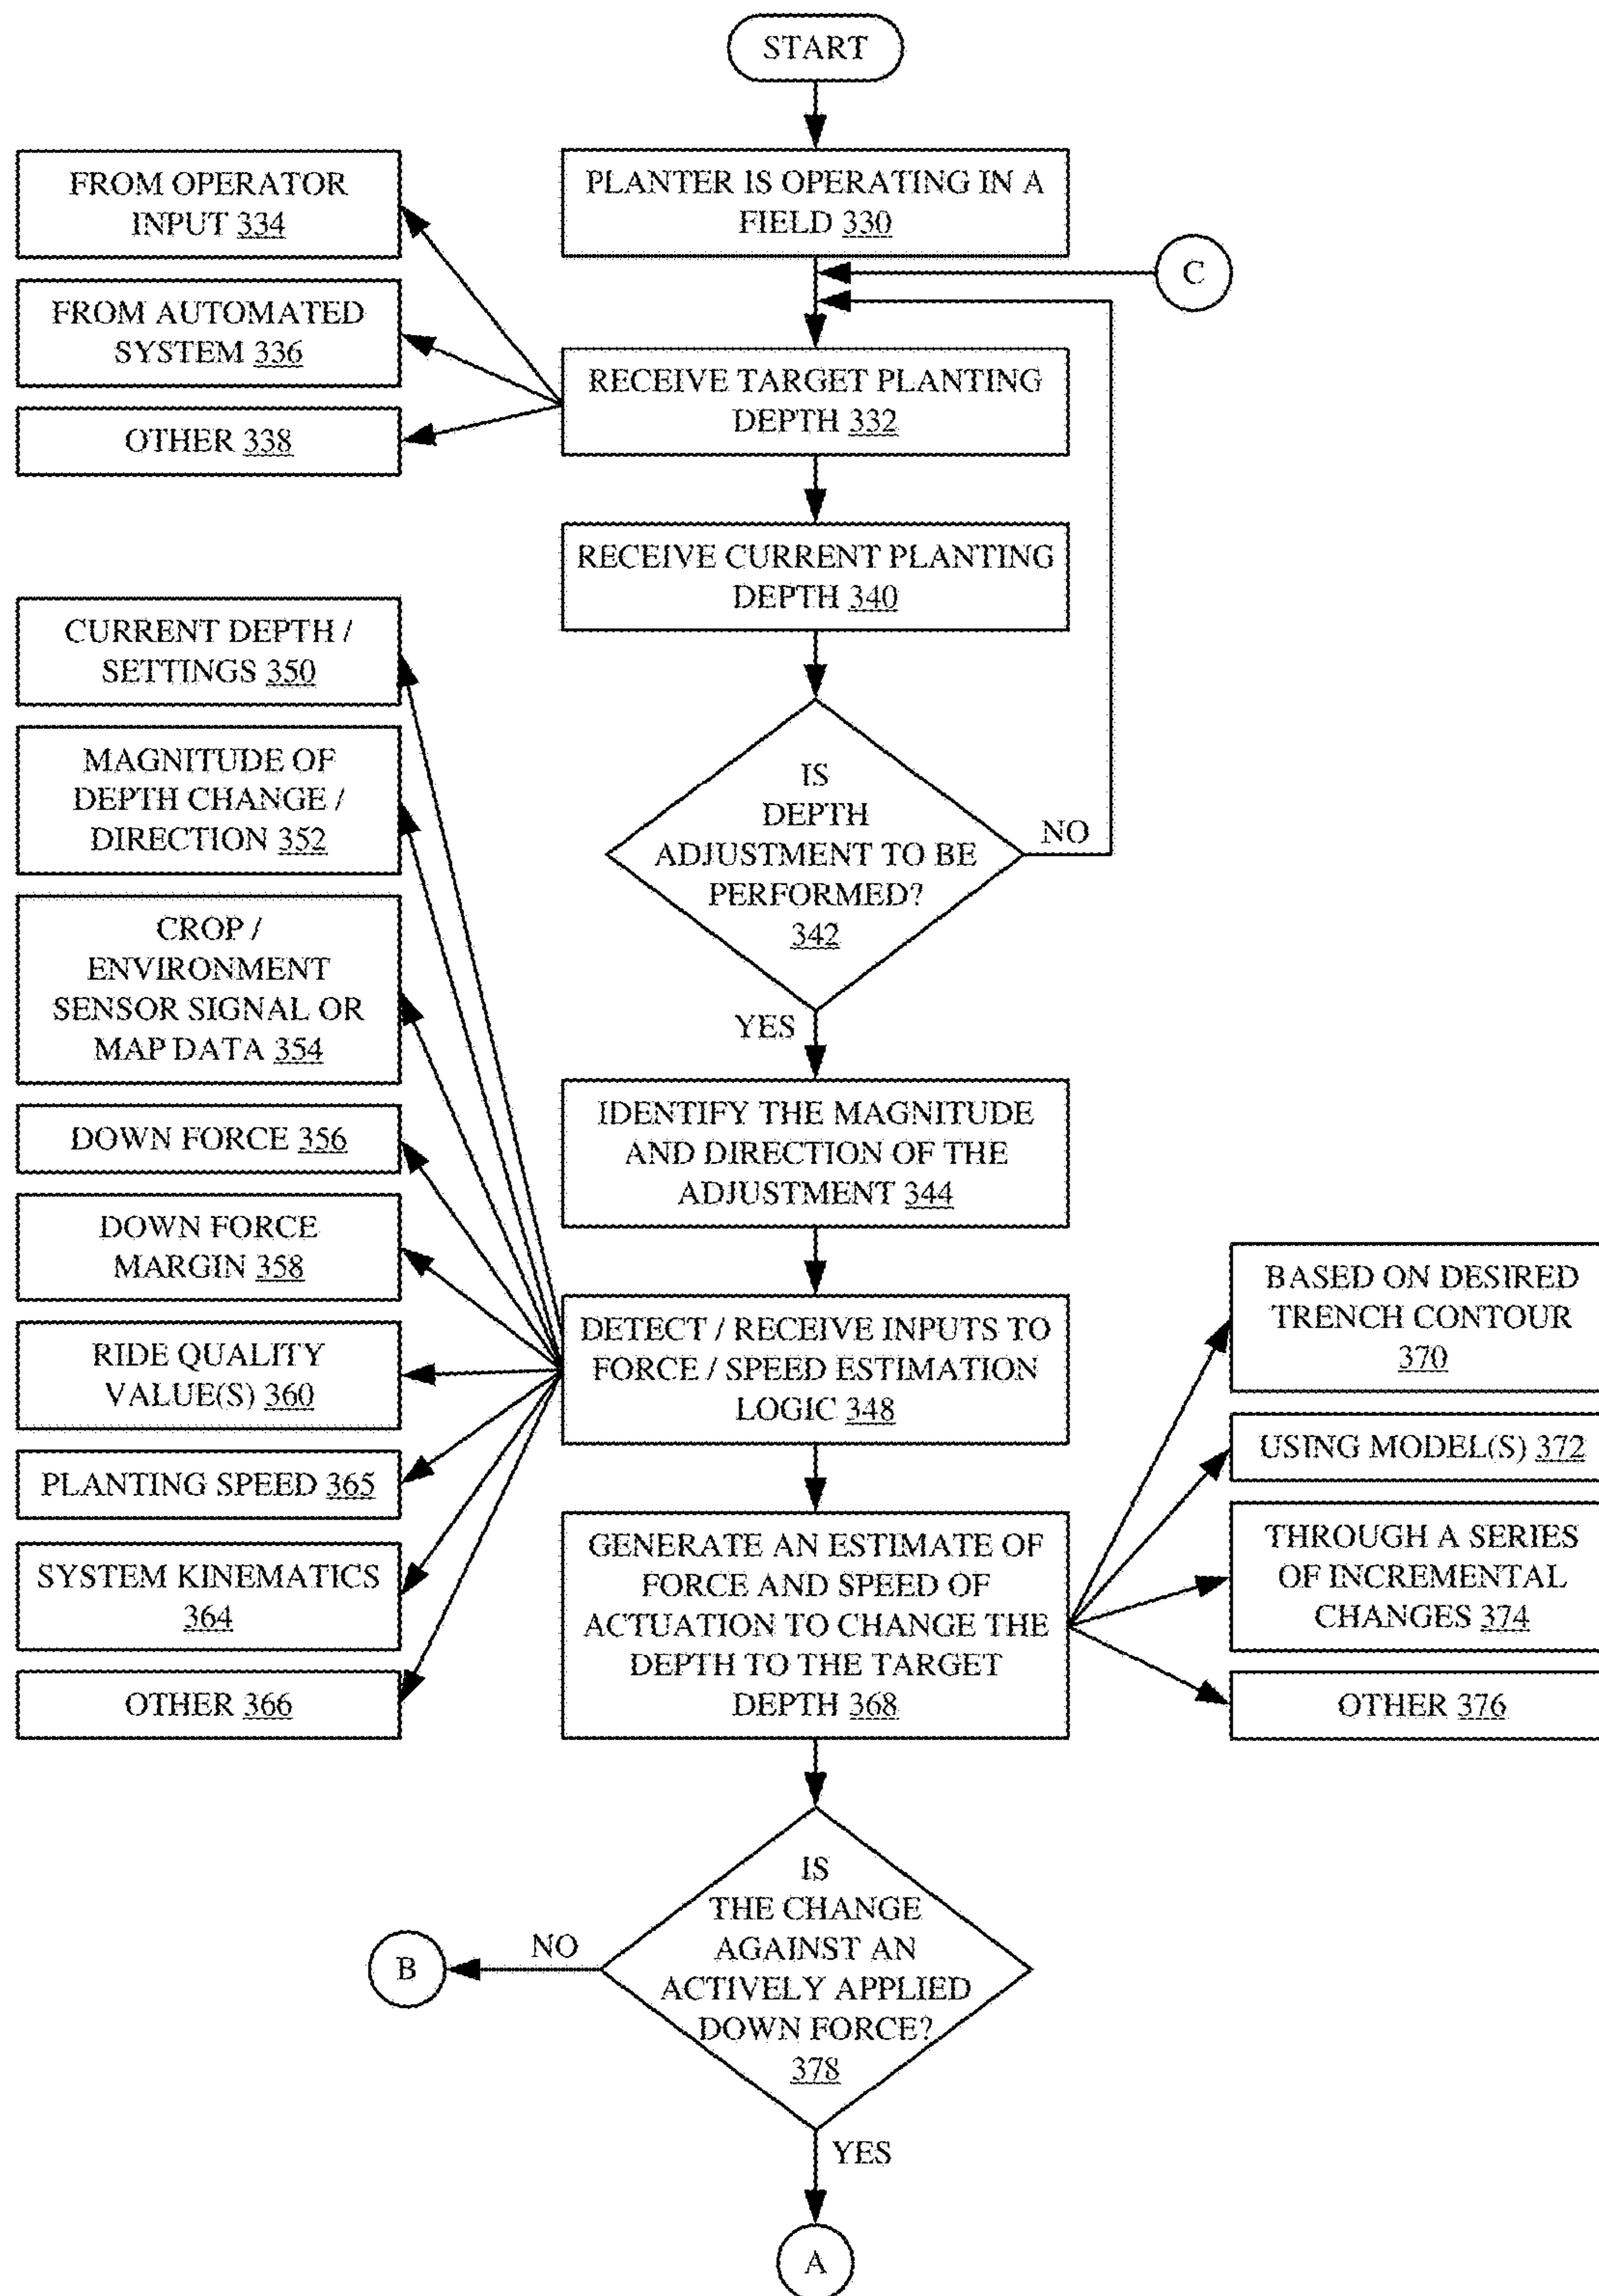 START
PLANTER IS OPERATING IN A
FIELD 330
C
FROM OPERATOR
INPUT 334
FROM AUTOMATED
SYSTEM 336
OTHER 338
RECEIVE TARGET PLANTING
DEPTH 332
RECEIVE CURRENT PLANTING
DEPTH 340
IS
DEPTH
ADJUSTMENT TO BE
PERFORMED?
342
NO
YES
IDENTIFY THE MAGNITUDE
AND DIRECTION OF THE
ADJUSTMENT 344
DETECT / RECEIVE INPUTS TO
FORCE / SPEED ESTIMATION
LOGIC 348
CURRENT DEPTH /
SETTINGS 350
MAGNITUDE OF
DEPTH CHANGE /
DIRECTION 352
CROP /
ENVIRONMENT
SENSOR SIGNAL OR
MAP DATA 354
DOWN FORCE 356
DOWN FORCE
MARGIN 358
RIDE QUALITY
VALUE(S) 360
PLANTING SPEED 365
SYSTEM KINEMATICS
364
OTHER 366
GENERATE AN ESTIMATE OF
FORCE AND SPEED OF
ACTUATION TO CHANGE THE
DEPTH TO THE TARGET
DEPTH 368
BASED ON DESIRED
TRENCH CONTOUR
370
USING MODEL(S) 372
THROUGH A SERIES
OF INCREMENTAL
CHANGES 374
OTHER 376
IS
THE CHANGE
AGAINST AN
ACTIVELY APPLIED
DOWN FORCE?
378
NO
B
YES
A